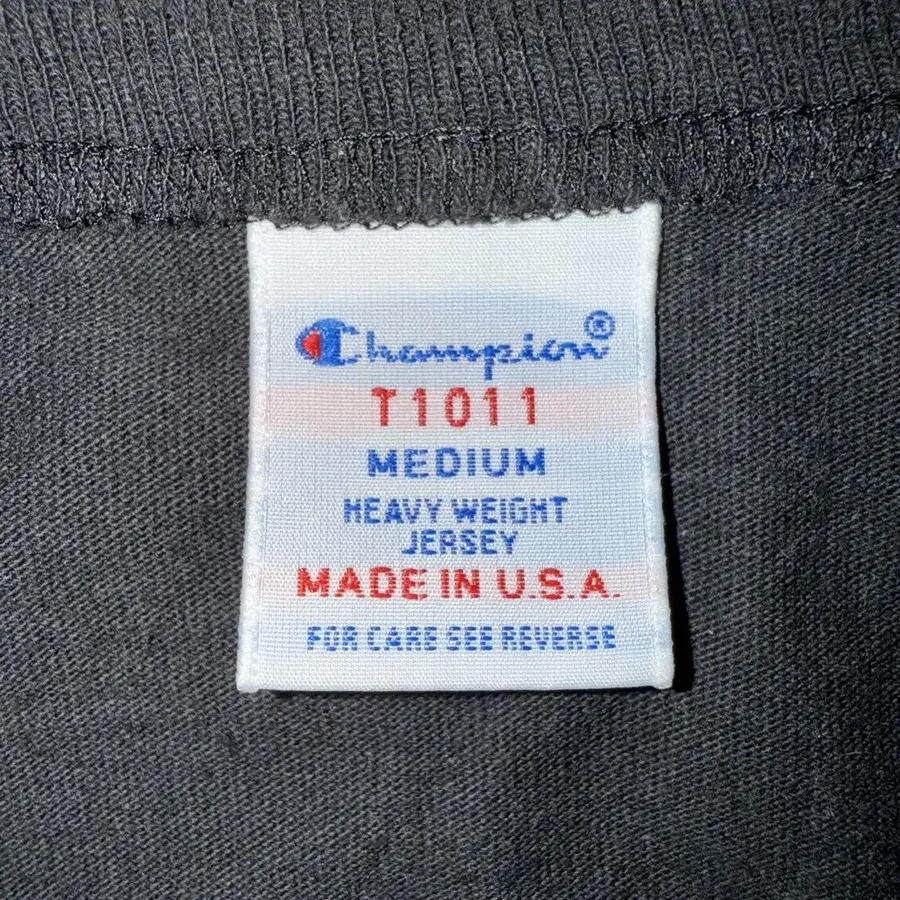 Champion®
T1011
MEDIUM
HEAVY WEIGHT
JERSEY
MADE IN U.S.A.
FOR CARE SEE REVERSE